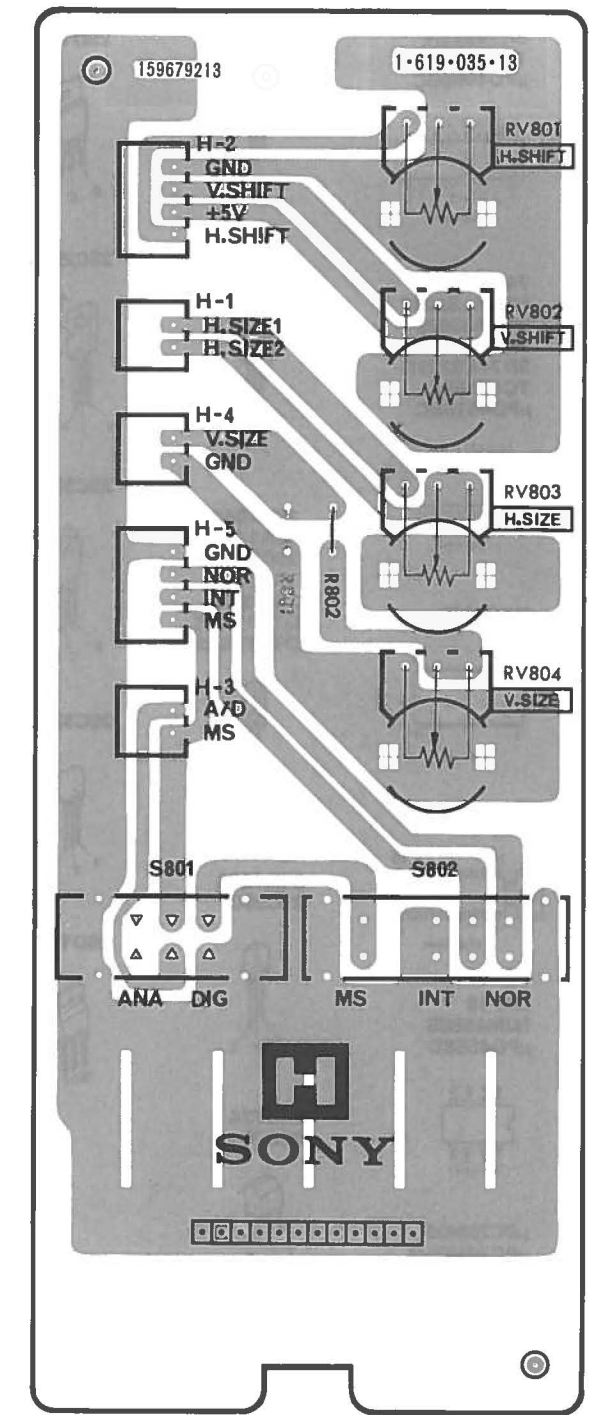 159679213
1·619·035·13
RV801
H.SHIFT
H-2
GND
V.SHIFT
+5V
H.SHIFT
H-1
H.SIZE1
H.SIZE2
RV802
V.SHIFT
H-4
V.SIZE
GND
RV803
H.SIZE
H-5
GND
NOR
INT
MS
R801
R802
RV804
V.SIZE
H-3
A/D
MS
S801
S802
ANA
DIG
MS
INT
NOR
H
SONY